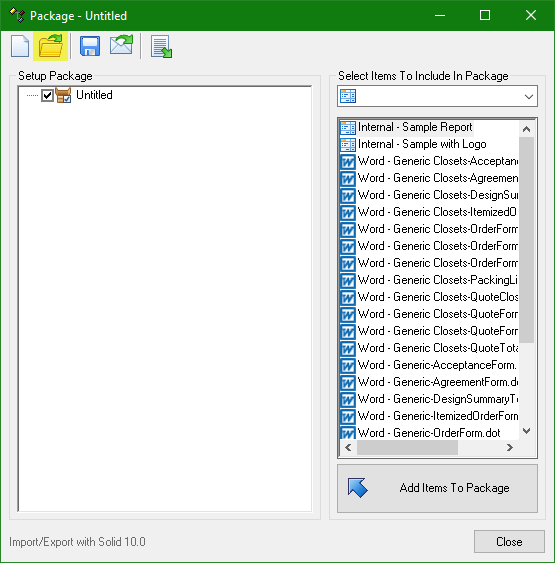 Package - Untitled
Setup Package
Untitled
Select Items To Include In Package
Internal - Sample Report
Internal - Sample with Logo
Word - Generic Closets-Acceptanc
Word - Generic Closets-Agreemen
Word - Generic Closets-DesignSum
Word - Generic Closets-ItemizedO
Word - Generic Closets-OrderForm
Word - Generic Closets-OrderForm
Word - Generic Closets-OrderForm
Word - Generic Closets-PackingLi
Word - Generic Closets-QuoteClos
Word - Generic Closets-QuoteForm
Word - Generic Closets-QuoteForm
Word - Generic Closets-QuoteTota
Word - Generic-AcceptanceForm.
Word - Generic-AgreementForm.do
Word - Generic-DesignSummaryTo
Word - Generic-ItemizedOrderForm
Word - Generic-OrderForm.dot
Add Items To Package
Import/Export with Solid 10.0
Close